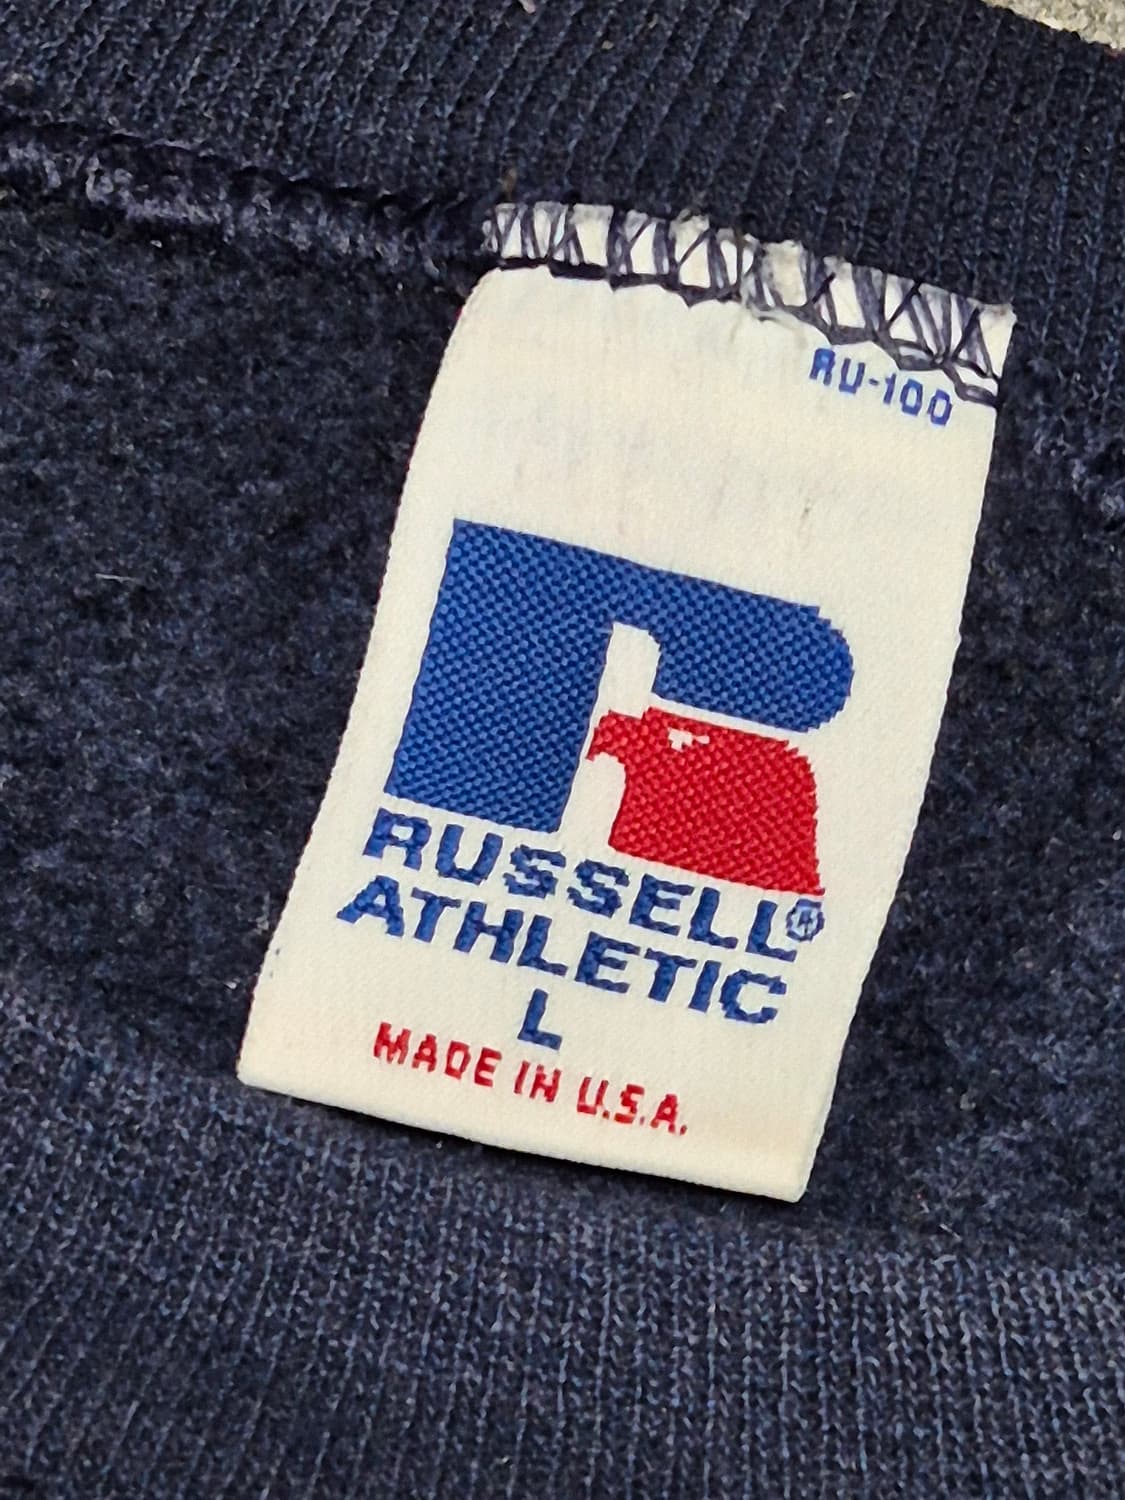 RU-100
RUSSELL®
ATHLETIC
L
MADE IN U.S.A.